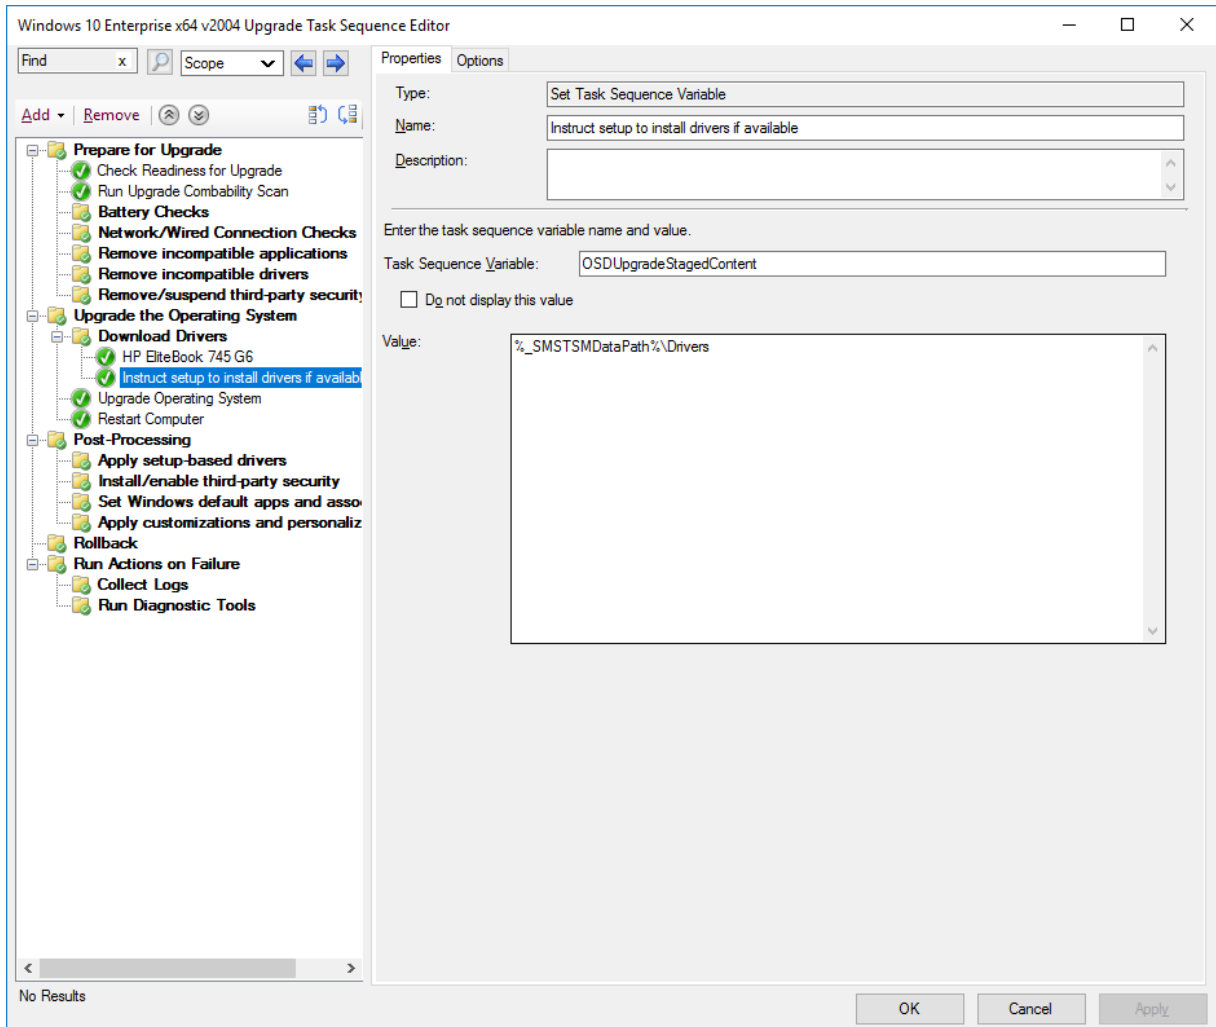 Windows 10 Enterprise x64 v2004 Upgrade Task Sequence Editor
Find x Scope
Properties Options
Add Remove
Type: Set Task Sequence Variable
Name: Instruct setup to install drivers if available
Description:
Enter the task sequence variable name and value.
Task Sequence Variable: OSDUpgradeStagedContent
Do not display this value
Value: %_SMSTSMDataPath%\Drivers
Prepare for Upgrade
Check Readiness for Upgrade
Run Upgrade Combability Scan
Battery Checks
Network/Wired Connection Checks
Remove incompatible applications
Remove incompatible drivers
Remove/suspend third-party security
Upgrade the Operating System
Download Drivers
HP EliteBook 745 G6
Instruct setup to install drivers if availabl
Upgrade Operating System
Restart Computer
Post-Processing
Apply setup-based drivers
Install/enable third-party security
Set Windows default apps and asso
Apply customizations and personaliz
Rollback
Run Actions on Failure
Collect Logs
Run Diagnostic Tools
No Results
OK Cancel Apply